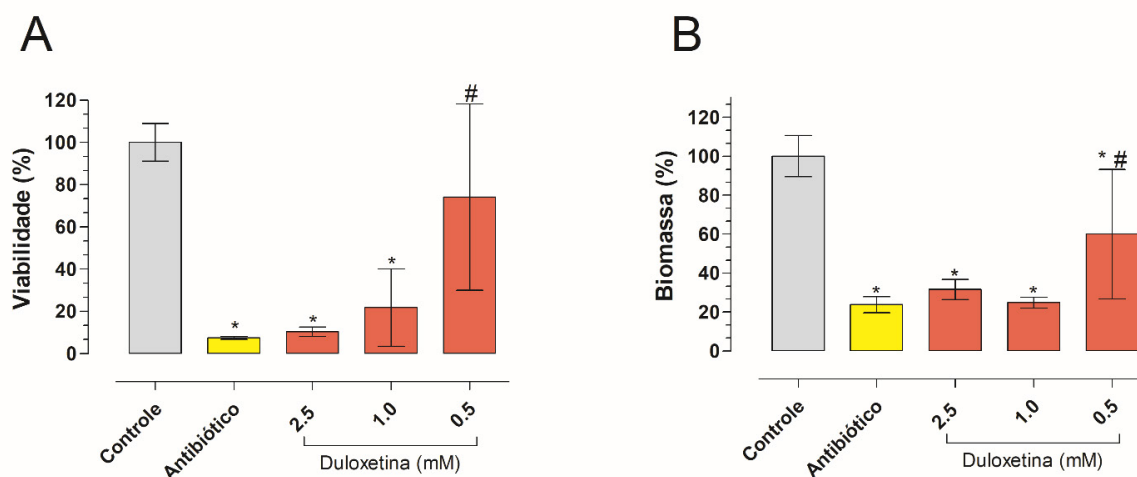 A
Viabilidade (%)
120
100
80
60
40
20
0
#
*
*
*
Controle
Antibiótico
2.5
1.0
0.5
Duloxetina (mM)
B
Biomassa (%)
120
100
80
60
40
20
0
* #
*
*
*
Controle
Antibiótico
2.5
1.0
0.5
Duloxetina (mM)